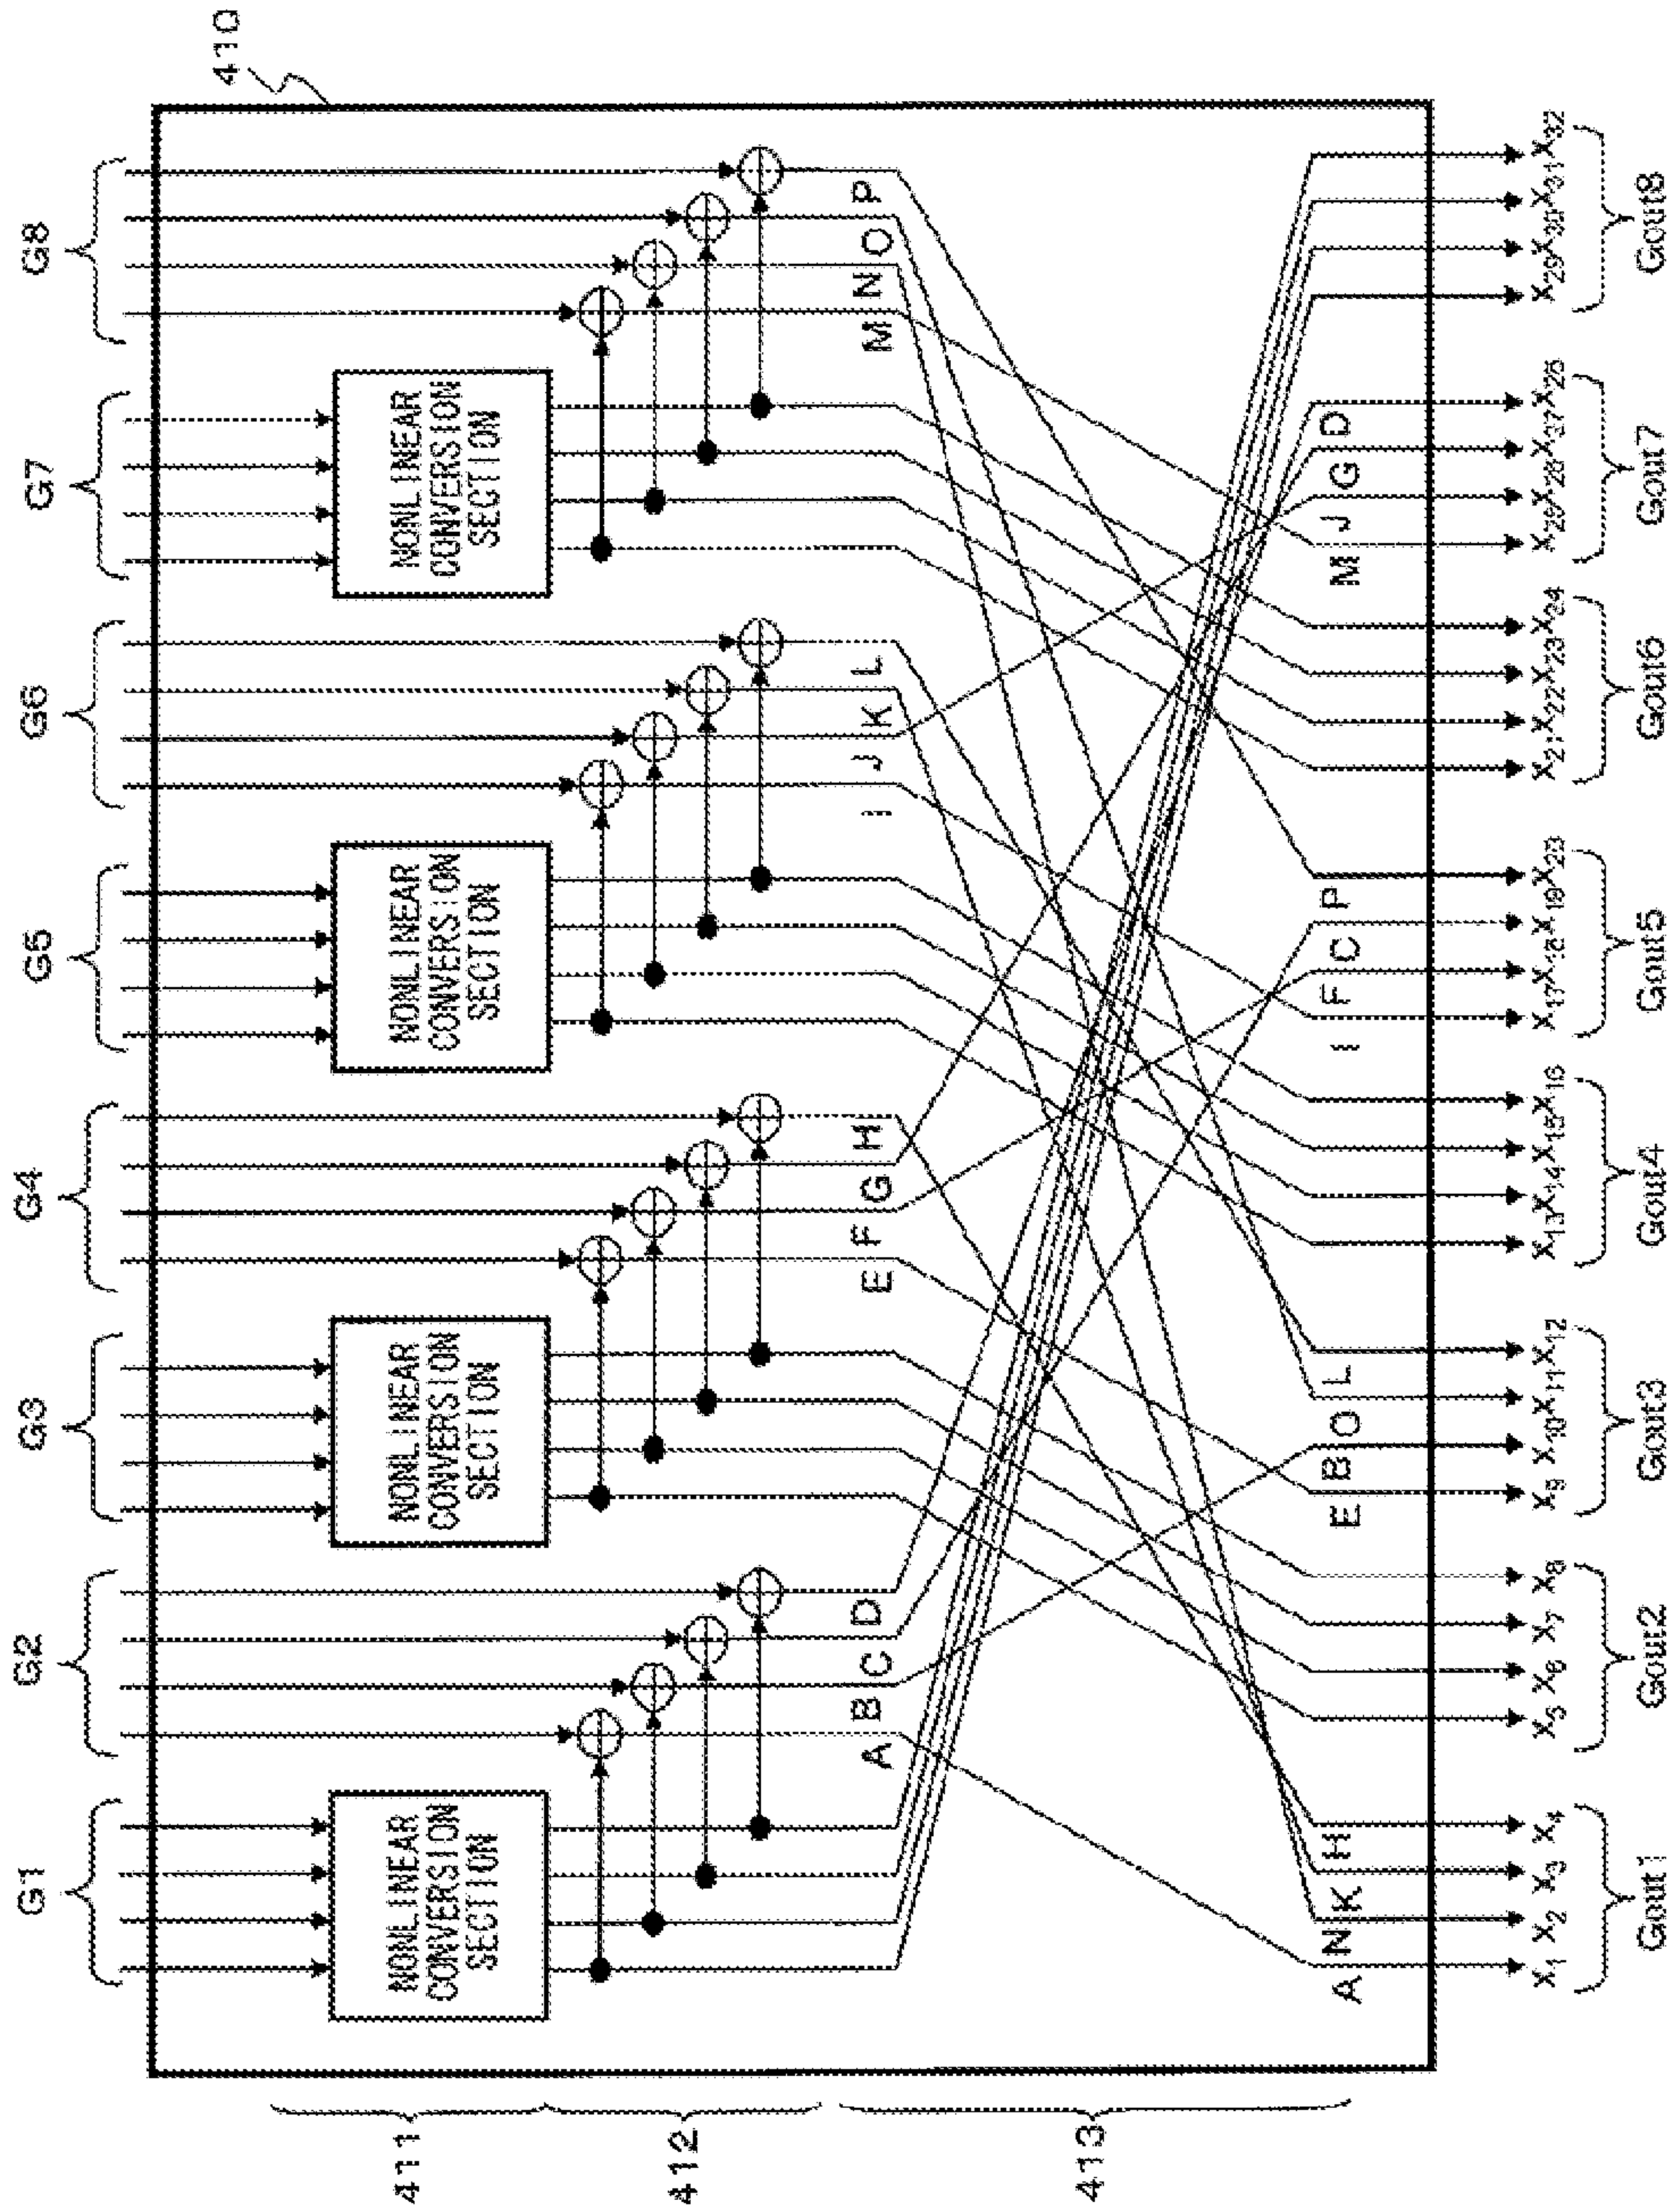 410
G1 G2 G3 G4 G5 G6 G7 G8
411
NONLINEAR
CONVERSION
SECTION
NONLINEAR
CONVERSION
SECTION
NONLINEAR
CONVERSION
SECTION
NONLINEAR
CONVERSION
SECTION
412
A B C D E F G H I J K L M N O P
413
A N K H E B O L I F C P M J G D
X1 X2 X3 X4 X5 X6 X7 X8 X9 X10 X11 X12 X13 X14 X15 X16 X17 X18 X19 X20 X21 X22 X23 X24 X25 X26 X27 X28 X29 X30 X31 X32
Gout1 Gout2 Gout3 Gout4 Gout5 Gout6 Gout7 Gout8